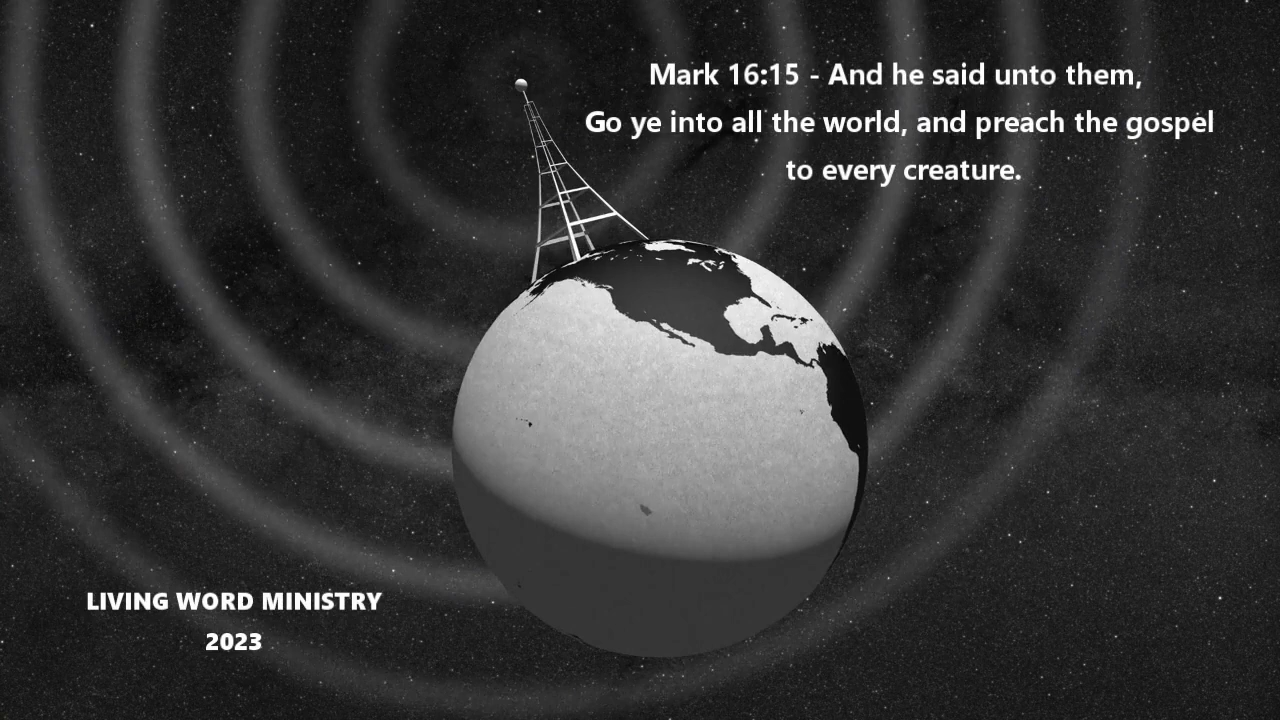 Mark 16:15 - And he said unto them,
Go ye into all the world, and preach the gospel
to every creature.
LIVING WORD MINISTRY
2023